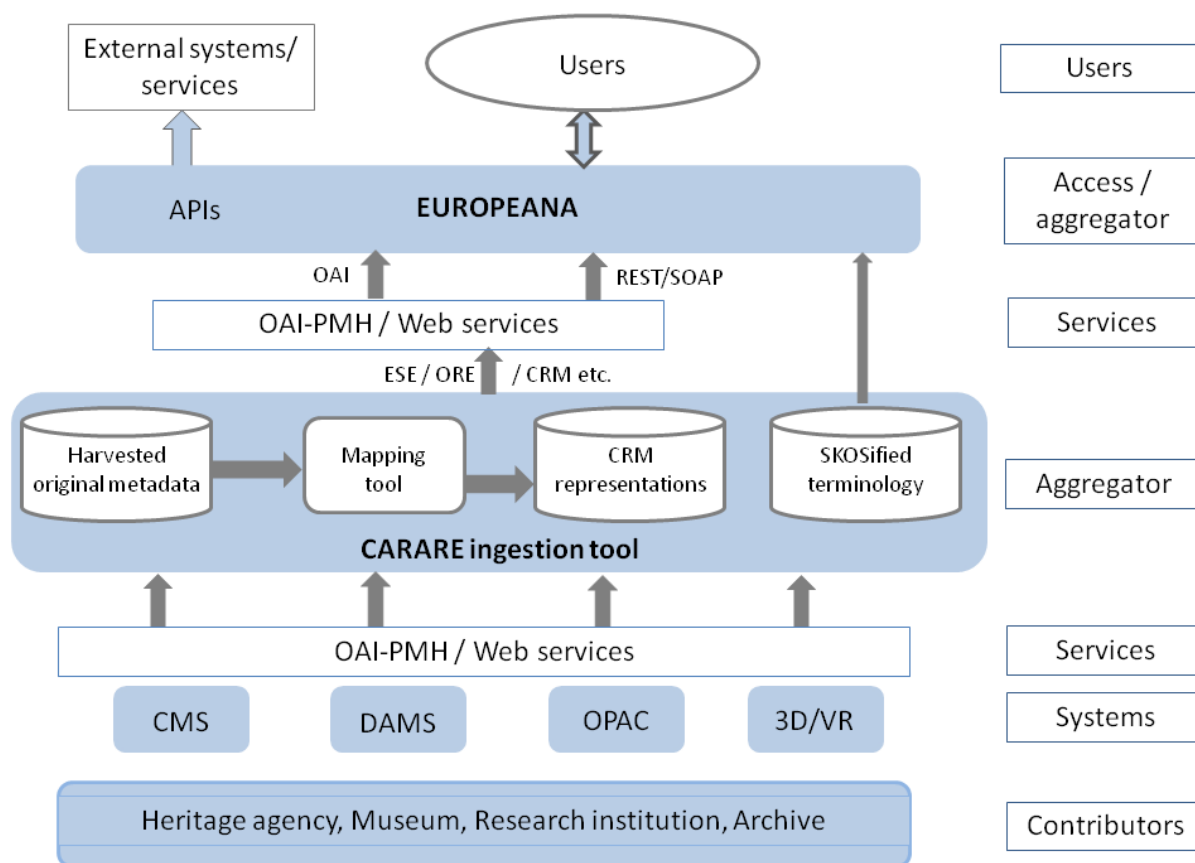 External systems/
services
Users
Users
APIs
EUROPEANA
Access /
aggregator
OAI
REST/SOAP
OAI-PMH / Web services
Services
ESE / ORE / CRM etc.
Harvested
original metadata
Mapping
tool
CRM
representations
SKOSified
terminology
Aggregator
CARARE ingestion tool
OAI-PMH / Web services
Services
CMS
DAMS
OPAC
3D/VR
Systems
Heritage agency, Museum, Research institution, Archive
Contributors